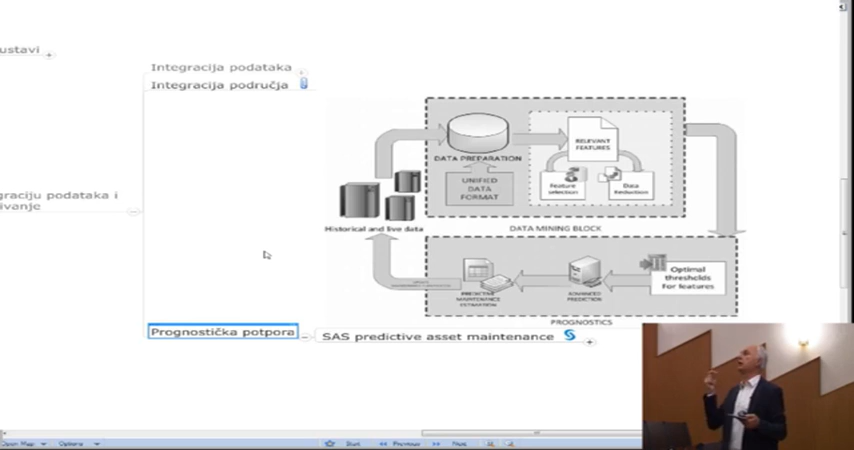 ustavi
Integracija podataka
Integracija područja
graciju podataka i
ivanje
DATA PREPARATION
UNIFIED
DATA
FORMAT
RELEVANT
FEATURES
Feature
selection
Data
Reduction
Historical and live data
DATA MINING BLOCK
PREDICTIVE
MAINTENANCE
ESTIMATION
ADVANCED
PREDICTION
Optimal
thresholds
for features
PROGNOSTICS
Prognostička potpora
SAS predictive asset maintenance
Open Map
Options
Start
Previous
Next